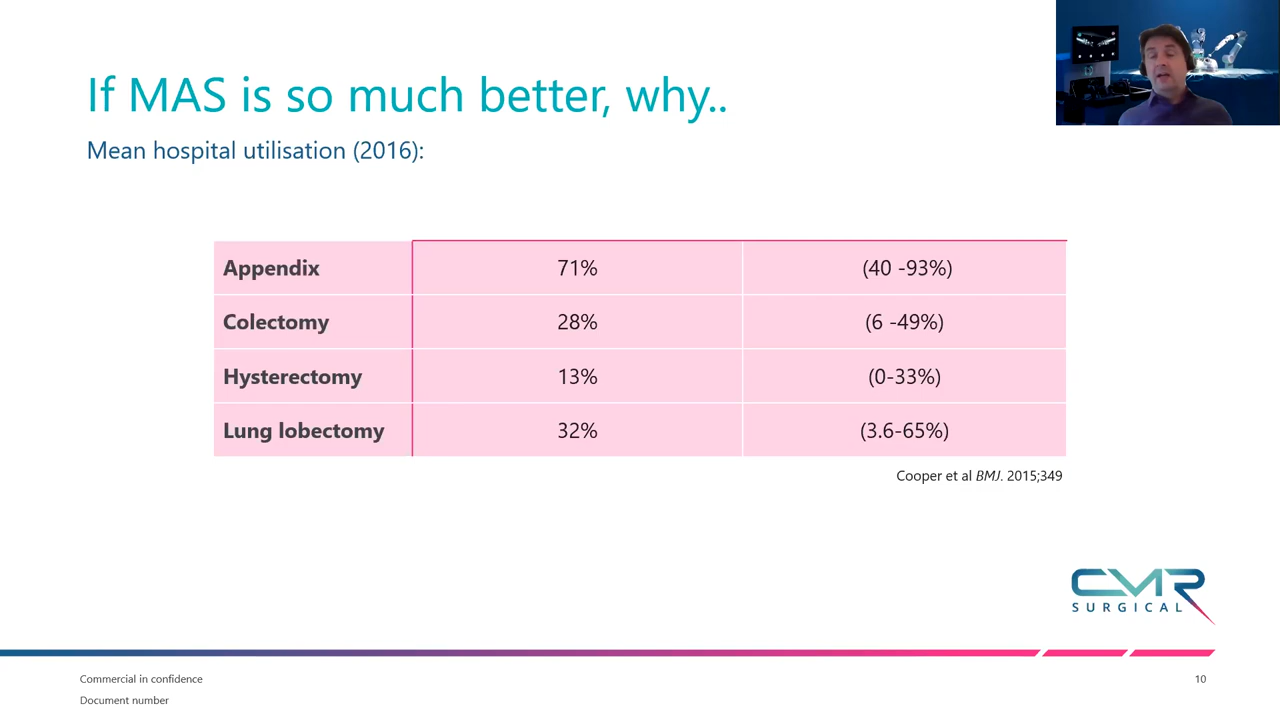 If MAS is so much better, why..
Mean hospital utilisation (2016):
Appendix 71% (40 -93%)
Colectomy 28% (6 -49%)
Hysterectomy 13% (0-33%)
Lung lobectomy 32% (3.6-65%)
Cooper et al BMJ. 2015;349
CMR
SURGICAL
Commercial in confidence
10
Document number